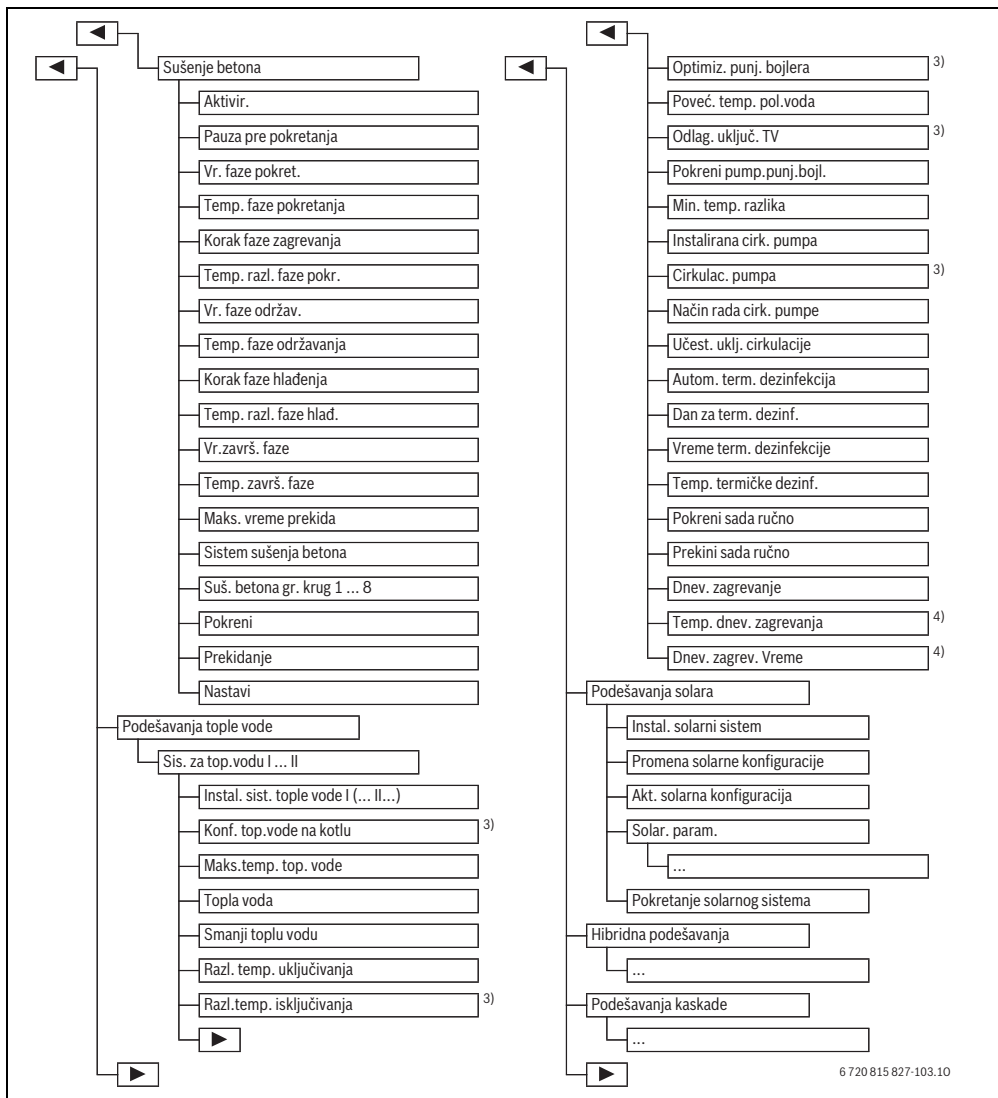 Sušenje betona
Aktivir.
Pauza pre pokretanja
Vr. faze pokret.
Temp. faze pokretanja
Korak faze zagrevanja
Temp. razl. faze pokr.
Vr. faze održav.
Temp. faze održavanja
Korak faze hlađenja
Temp. razl. faze hlađ.
Vr.završ. faze
Temp. završ. faze
Maks. vreme prekida
Sistem sušenja betona
Suš. betona gr. krug 1 ... 8
Pokreni
Prekidanje
Nastavi
Podešavanja tople vode
Sis. za top.vodu I ... II
Instal. sist. tople vode I (... II...)
Konf. top.vode na kotlu 3)
Maks.temp. top. vode
Topla voda
Smanji toplu vodu
Razl. temp. uključivanja
Razl.temp. isključivanja 3)
Optimiz. punj. bojlera 3)
Poveć. temp. pol.voda
Odlag. uključ. TV 3)
Pokreni pump.punj.bojl.
Min. temp. razlika
Instalirana cirk. pumpa
Cirkulac. pumpa 3)
Način rada cirk. pumpe
Učest. uklj. cirkulacije
Autom. term. dezinfekcija
Dan za term. dezinf.
Vreme term. dezinfekcije
Temp. termičke dezinf.
Pokreni sada ručno
Prekini sada ručno
Dnev. zagrevanje
Temp. dnev. zagrevanja 4)
Dnev. zagrev. Vreme 4)
Podešavanja solara
Instal. solarni sistem
Promena solarne konfiguracije
Akt. solarna konfiguracija
Solar. param.
...
Pokretanje solarnog sistema
Hibridna podešavanja
...
Podešavanja kaskade
...
6 720 815 827-103.1O